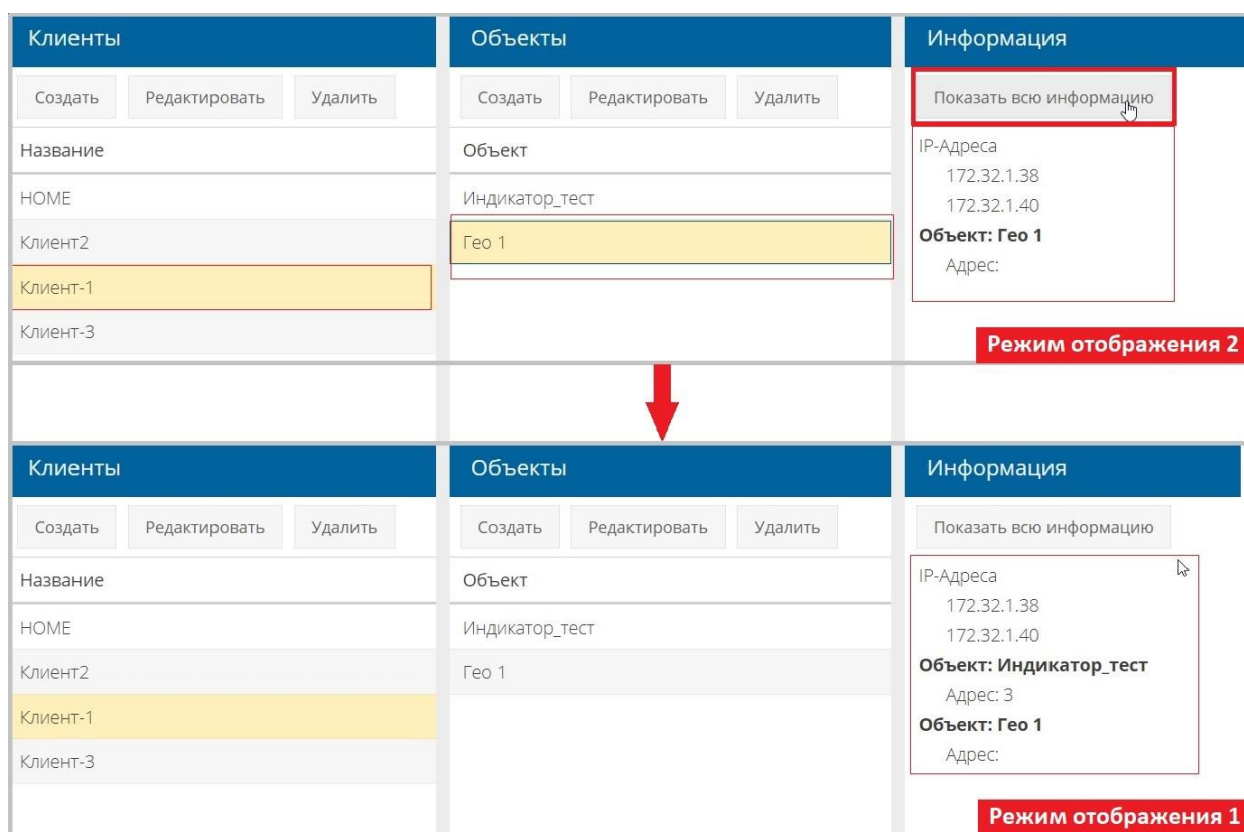 Клиенты
Создать Редактировать Удалить
Название
HOME
Клиент2
Клиент-1
Клиент-3
Объекты
Создать Редактировать Удалить
Объект
Индикатор_тест
Гео 1
Информация
Показать всю информацию
IP-Адреса
172.32.1.38
172.32.1.40
Объект: Гео 1
Адрес:
Режим отображения 2
Клиенты
Создать Редактировать Удалить
Название
HOME
Клиент2
Клиент-1
Клиент-3
Объекты
Создать Редактировать Удалить
Объект
Индикатор_тест
Гео 1
Информация
Показать всю информацию
IP-Адреса
172.32.1.38
172.32.1.40
Объект: Индикатор_тест
Адрес: 3
Объект: Гео 1
Адрес:
Режим отображения 1